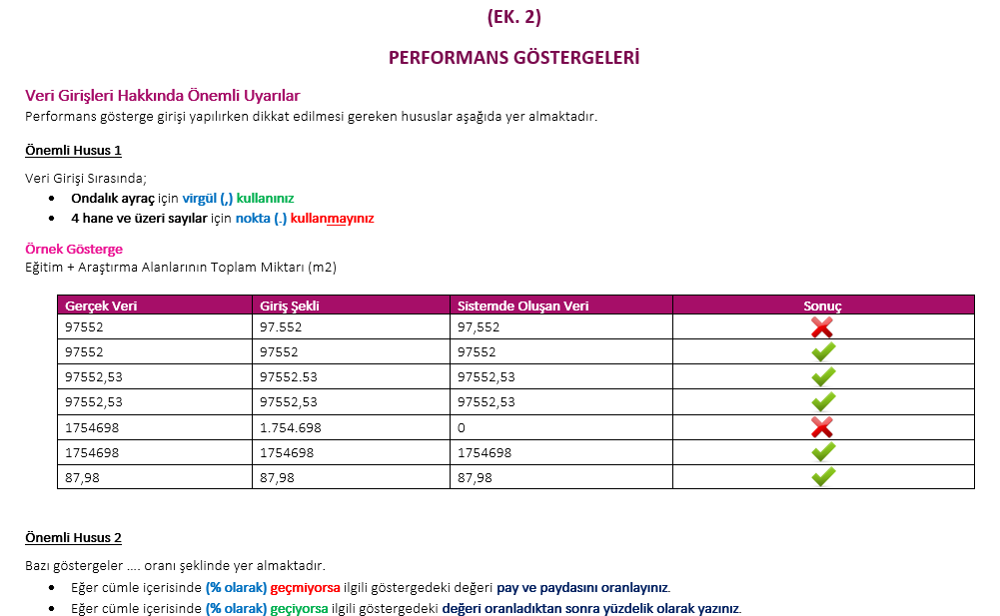 (EK. 2)
PERFORMANS GÖSTERGELERİ
Veri Girişleri Hakkında Önemli Uyarılar
Performans gösterge girişi yapılırken dikkat edilmesi gereken hususlar aşağıda yer almaktadır.
Önemli Husus 1
Veri Girişi Sırasında;
• Ondalık ayraç için virgül (,) kullanınız
• 4 hane ve üzeri sayılar için nokta (.) kullanmayınız
Örnek Gösterge
Eğitim + Araştırma Alanlarının Toplam Miktarı (m2)
Gerçek Veri Giriş Şekli Sistemde Oluşan Veri Sonuç
97552 97.552 97,552
97552 97552 97552
97552,53 97552.53 97552,53
97552,53 97552,53 97552,53
1754698 1.754.698 0
1754698 1754698 1754698
87,98 87,98 87,98
Önemli Husus 2
Bazı göstergeler .... oranı şeklinde yer almaktadır.
• Eğer cümle içerisinde (% olarak) geçmiyorsa ilgili göstergedeki değeri pay ve paydasını oranlayınız.
• Eğer cümle içerisinde (% olarak) geçiyorsa ilgili göstergedeki değeri oranladıktan sonra yüzdelik olarak yazınız.